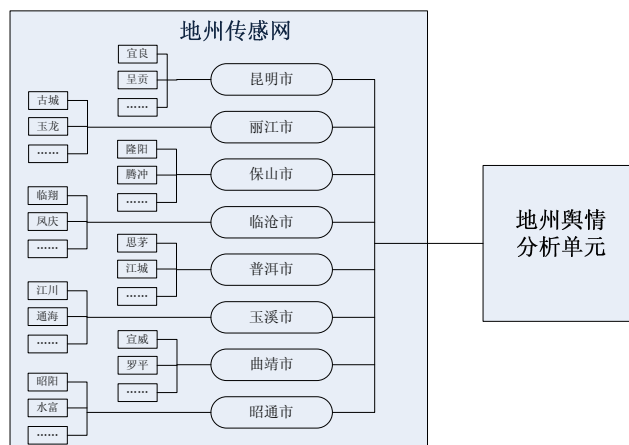 地州传感网
宜良
呈贡
……
昆明市
古城
玉龙
……
丽江市
隆阳
腾冲
……
保山市
临翔
凤庆
……
临沧市
思茅
江城
……
普洱市
江川
通海
……
玉溪市
宣威
罗平
……
曲靖市
昭阳
水富
……
昭通市
地州舆情
分析单元